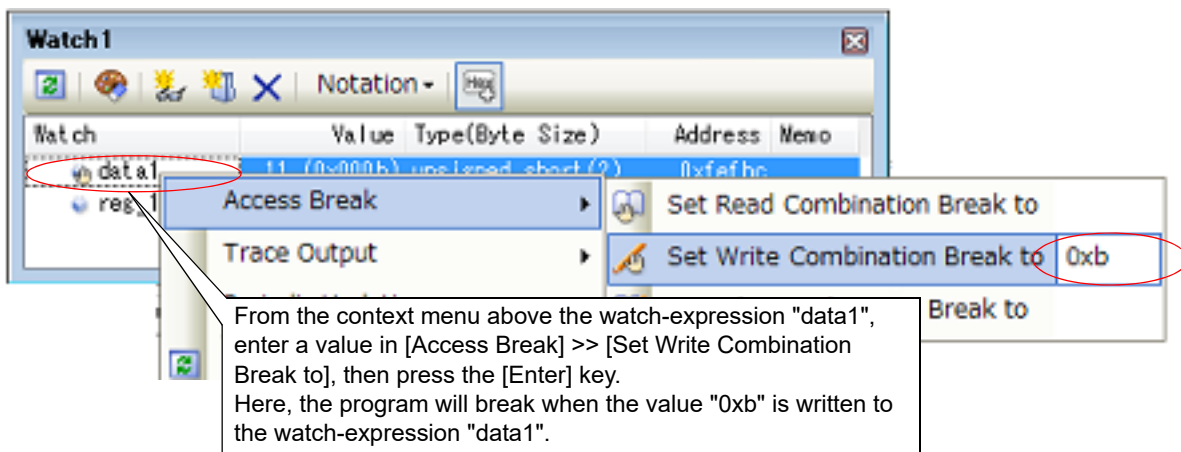 Watch1
Notation
Hex
Watch Value Type(Byte Size) Address Memo
data1 11 (0x000b) unsigned short(2) 0xfefbc
reg_1
Access Break
Set Read Combination Break to
Trace Output
Set Write Combination Break to 0xb
Break to
From the context menu above the watch-expression "data1",
enter a value in [Access Break] >> [Set Write Combination
Break to], then press the [Enter] key.
Here, the program will break when the value "0xb" is written to
the watch-expression "data1".